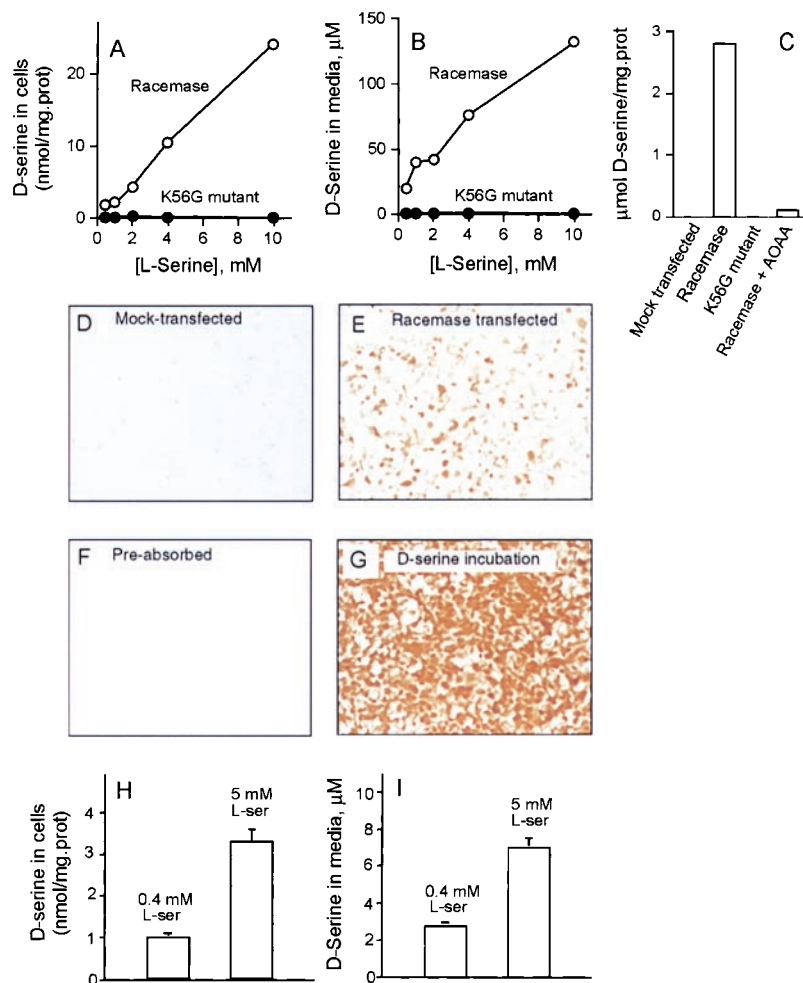 A
D-serine in cells
(nmol/mg.prot)
20
10
0
Racemase
K56G mutant
0 2 4 6 8 10
[L-Serine], mM
B
D-Serine in media, µM
150
100
50
0
Racemase
K56G mutant
0 2 4 6 8 10
[L-Serine], mM
C
µmol D-serine/mg.prot
3
2
1
0
Mock transfected
Racemase
K56G mutant
Racemase + AOAA
D Mock-transfected
E Racemase transfected
F Pre-absorbed
G D-serine incubation
H
D-serine in cells
(nmol/mg.prot)
4
3
2
1
0
0.4 mM
L-ser
5 mM
L-ser
I
D-Serine in media, µM
10
8
6
4
2
0
0.4 mM
L-ser
5 mM
L-ser